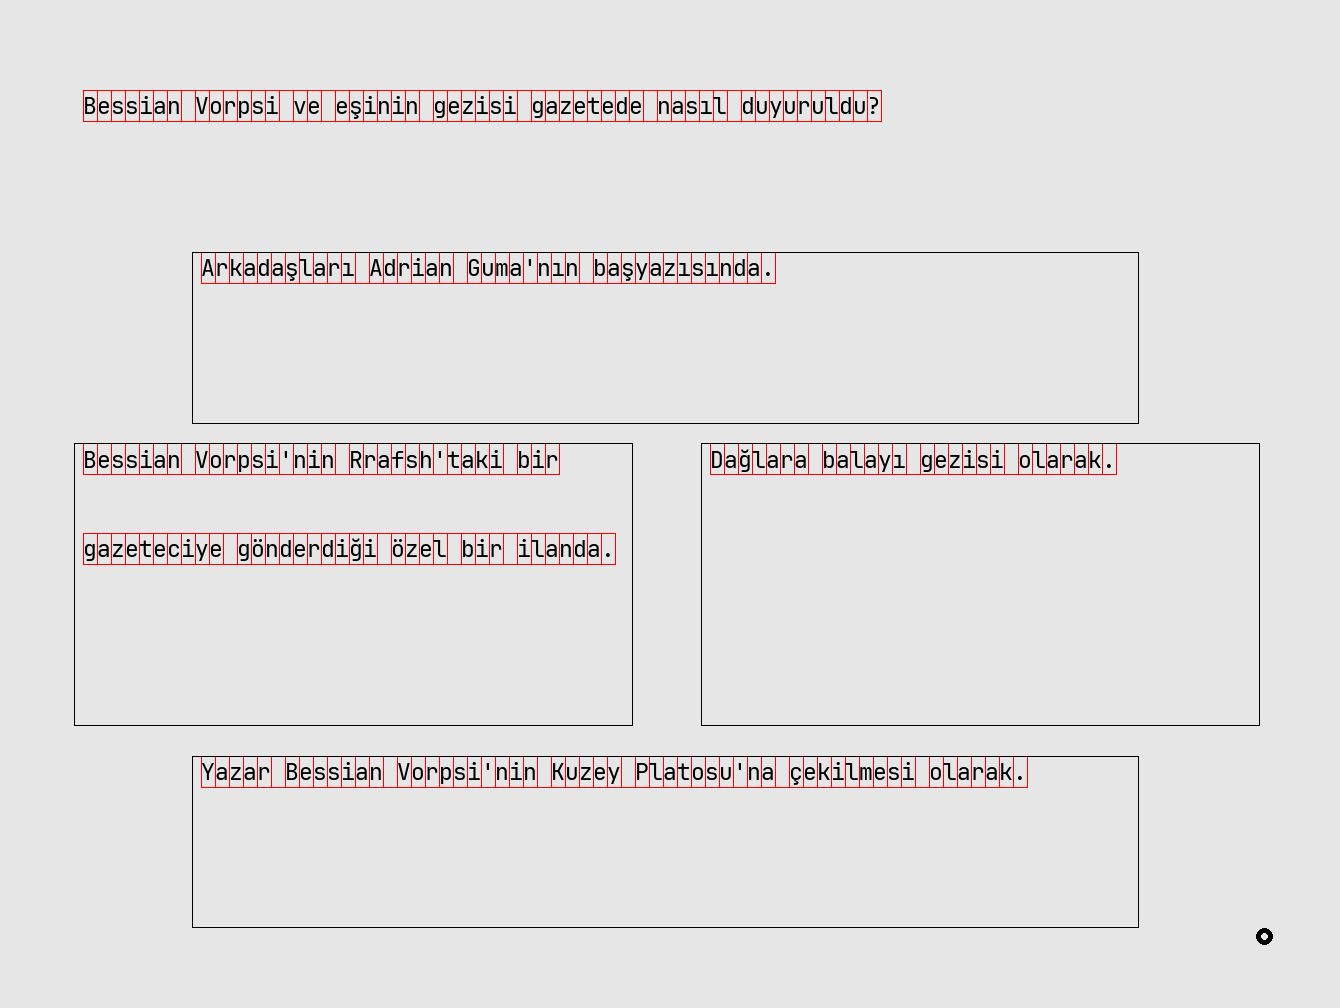 Bessian Vorpsi ve eşinin gezisi gazetede nasıl duyuruldu?
Arkadaşları Adrian Guma'nın başyazısında.
Bessian Vorpsi'nin Rrafsh'taki bir
gazeteciye gönderdiği özel bir ilanda.
Dağlara balayı gezisi olarak.
Yazar Bessian Vorpsi'nin Kuzey Platosu'na çekilmesi olarak.